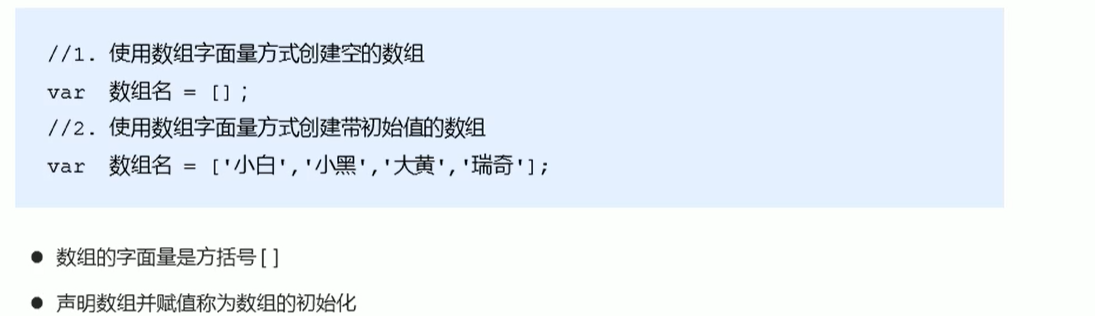 //1. 使用数组字面量方式创建空的数组
var 数组名 = [];
//2. 使用数组字面量方式创建带初始值的数组
var 数组名 = ['小白','小黑','大黄','瑞奇'];
● 数组的字面量是方括号[]
● 声明数组并赋值称为数组的初始化